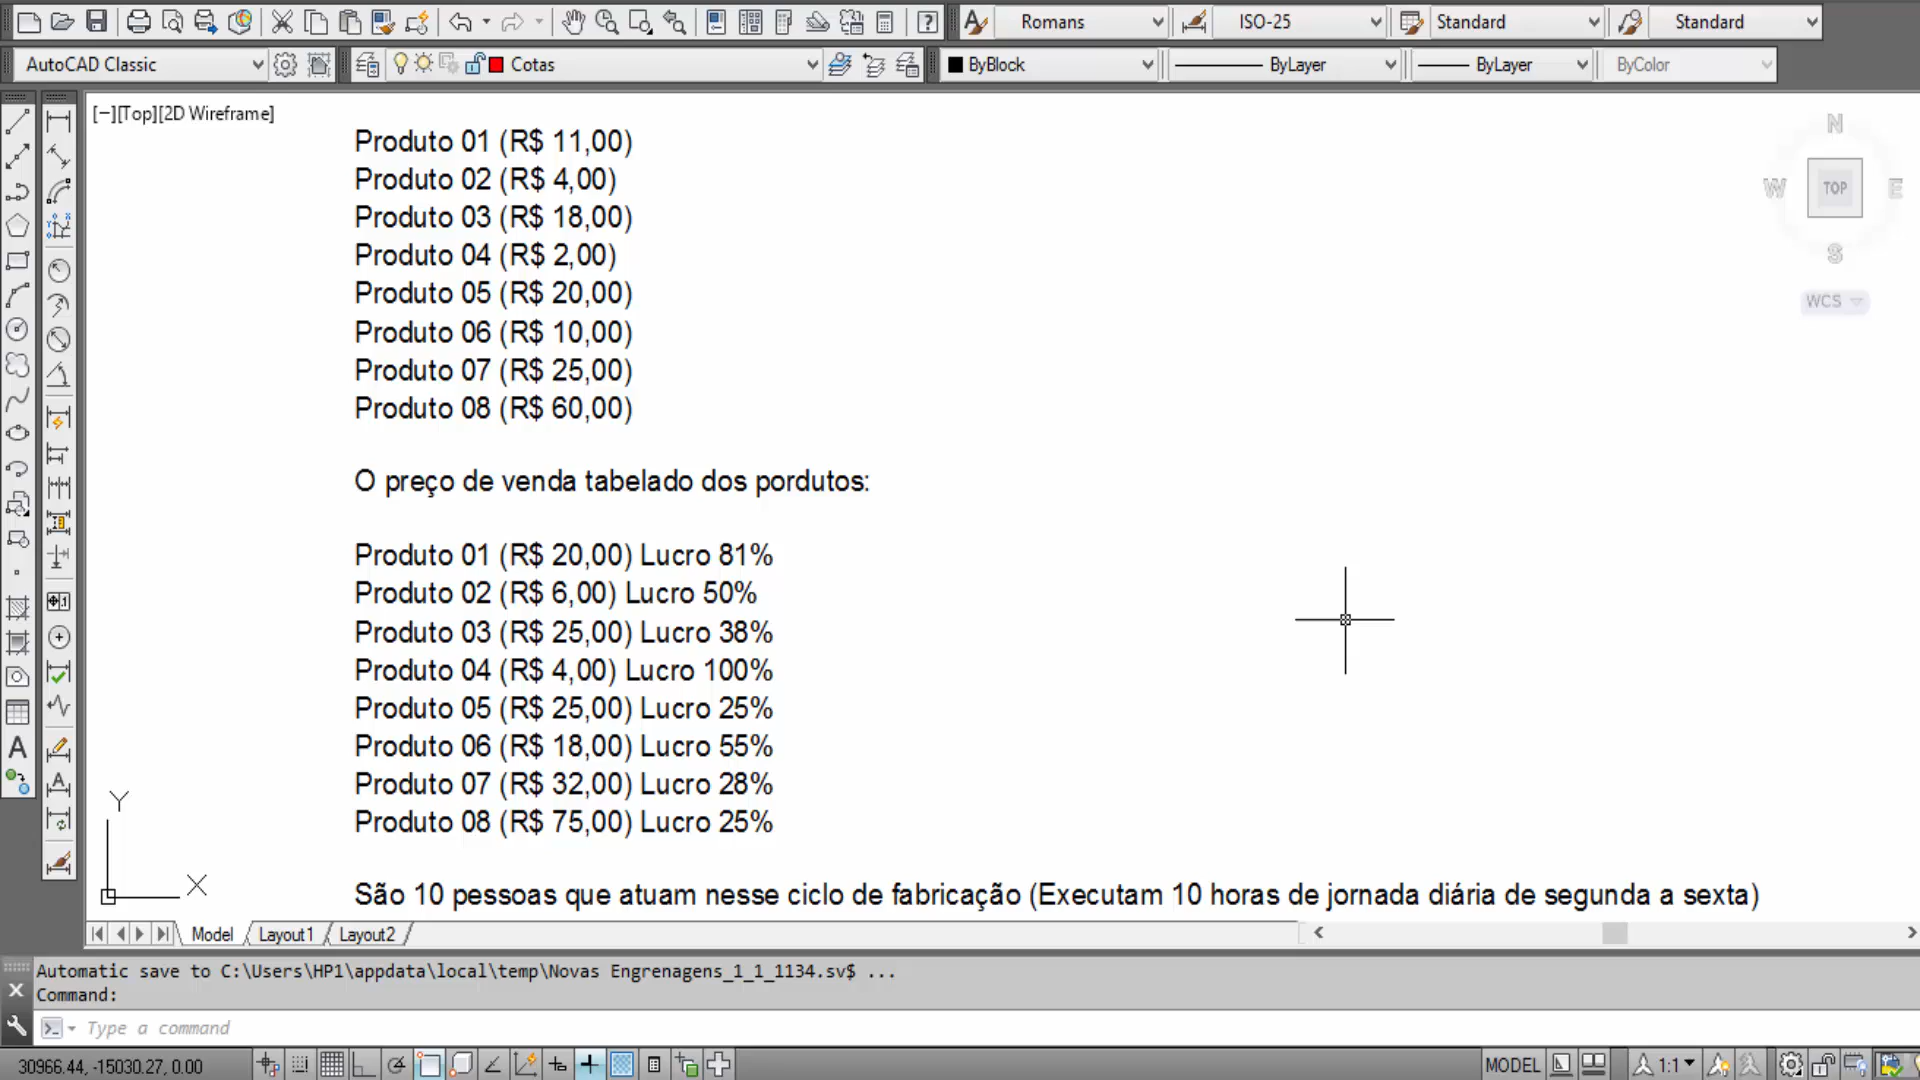 Romans ISO-25 Standard Standard
AutoCAD Classic Cotas ByBlock ByLayer ByLayer ByColor
[−][Top][2D Wireframe]
N
W TOP E
S
WCS
Produto 01 (R$ 11,00)
Produto 02 (R$ 4,00)
Produto 03 (R$ 18,00)
Produto 04 (R$ 2,00)
Produto 05 (R$ 20,00)
Produto 06 (R$ 10,00)
Produto 07 (R$ 25,00)
Produto 08 (R$ 60,00)
O preço de venda tabelado dos pordutos:
Produto 01 (R$ 20,00) Lucro 81%
Produto 02 (R$ 6,00) Lucro 50%
Produto 03 (R$ 25,00) Lucro 38%
Produto 04 (R$ 4,00) Lucro 100%
Produto 05 (R$ 25,00) Lucro 25%
Produto 06 (R$ 18,00) Lucro 55%
Produto 07 (R$ 32,00) Lucro 28%
Produto 08 (R$ 75,00) Lucro 25%
São 10 pessoas que atuam nesse ciclo de fabricação (Executam 10 horas de jornada diária de segunda a sexta)
Y
X
Model Layout1 Layout2
Automatic save to C:\Users\HP1\appdata\local\temp\Novas Engrenagens_1_1_1134.sv$ ...
Command:
Type a command
30966.44, -15030.27, 0.00 MODEL 1:1